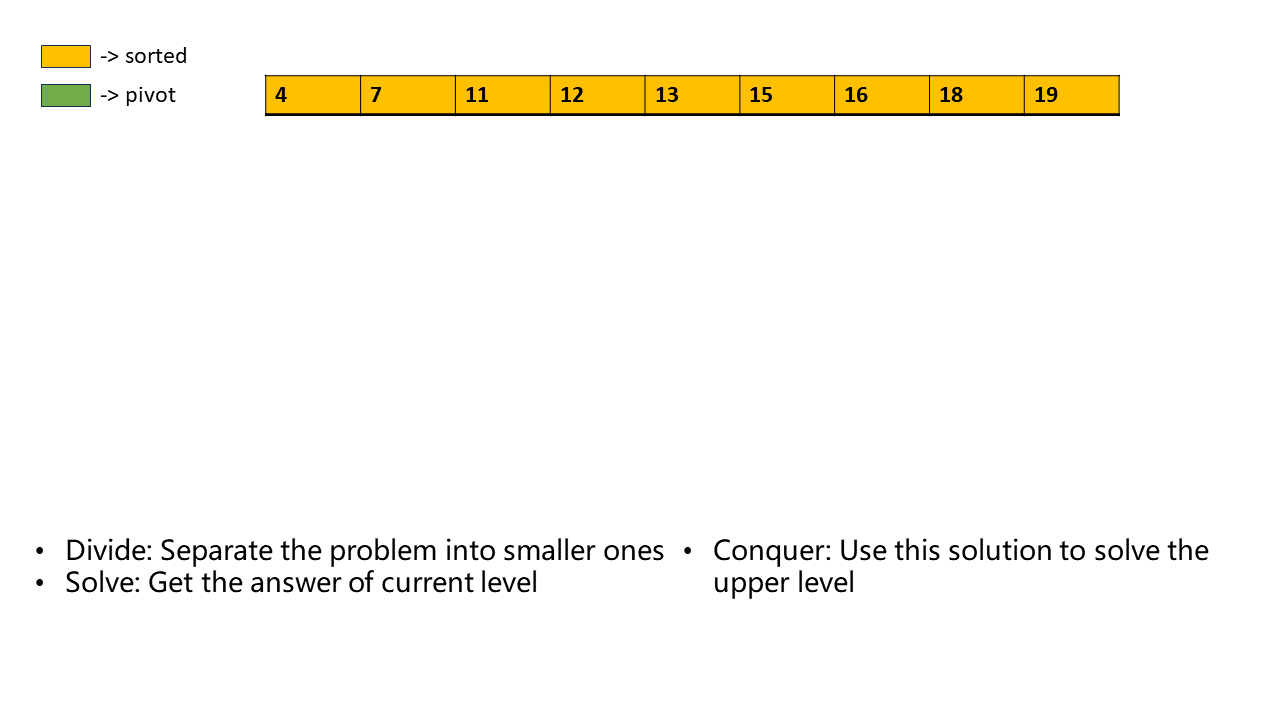 -> sorted
-> pivot
4 7 11 12 13 15 16 18 19
• Divide: Separate the problem into smaller ones
• Solve: Get the answer of current level
• Conquer: Use this solution to solve the
upper level